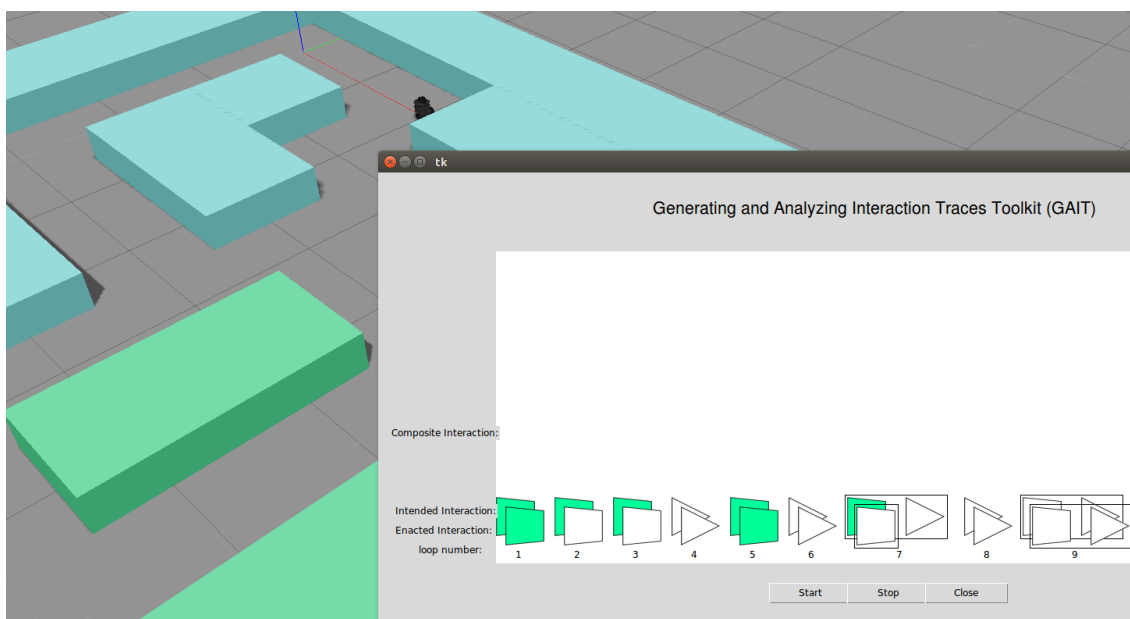 tk
Generating and Analyzing Interaction Traces Toolkit (GAIT)
Composite Interaction:
Intended Interaction:
Enacted Interaction:
loop number:
1 2 3 4 5 6 7 8 9
Start Stop Close